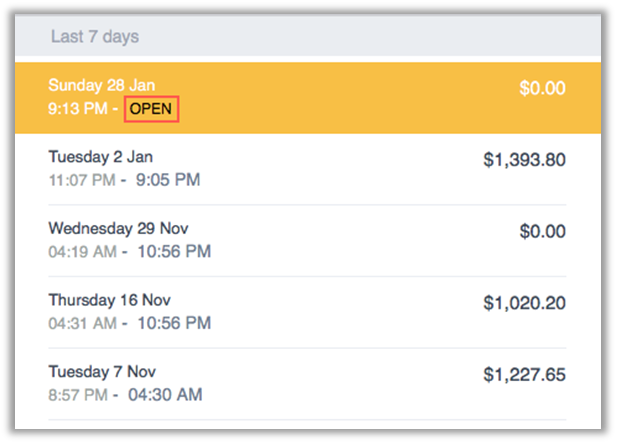 Last 7 days
Sunday 28 Jan $0.00
9:13 PM - OPEN
Tuesday 2 Jan $1,393.80
11:07 PM - 9:05 PM
Wednesday 29 Nov $0.00
04:19 AM - 10:56 PM
Thursday 16 Nov $1,020.20
04:31 AM - 10:56 PM
Tuesday 7 Nov $1,227.65
8:57 PM - 04:30 AM